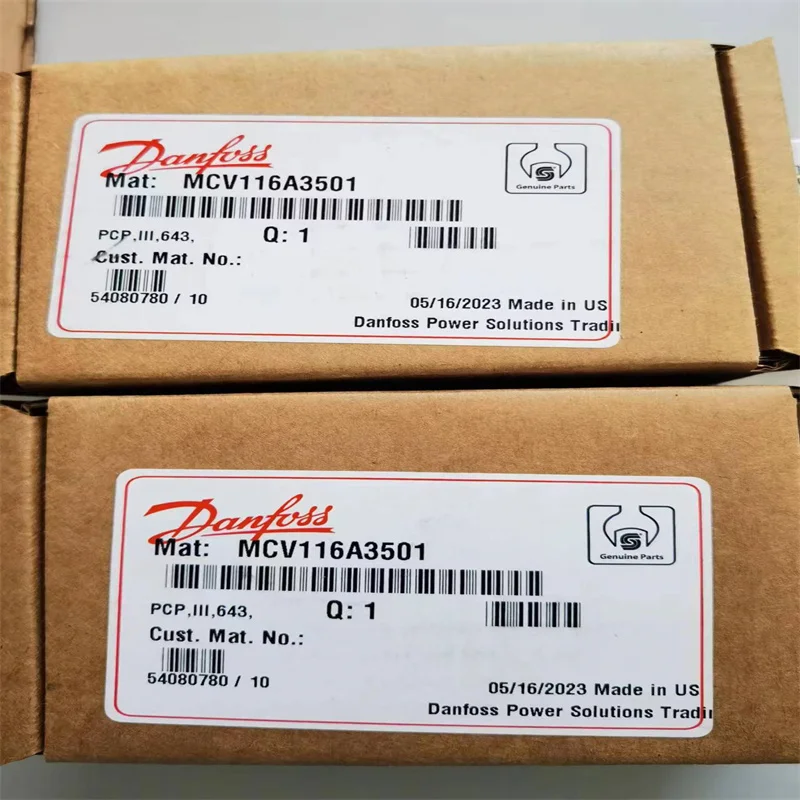 Danfoss
Mat: MCV116A3501
Genuine Parts
PCP,III,643, Q: 1
Cust. Mat. No.:
54080780 / 10
05/16/2023 Made in US
Danfoss Power Solutions Tradin
Danfoss
Mat: MCV116A3501
Genuine Parts
PCP,III,643, Q: 1
Cust. Mat. No.:
54080780 / 10
05/16/2023 Made in US
Danfoss Power Solutions Tradin